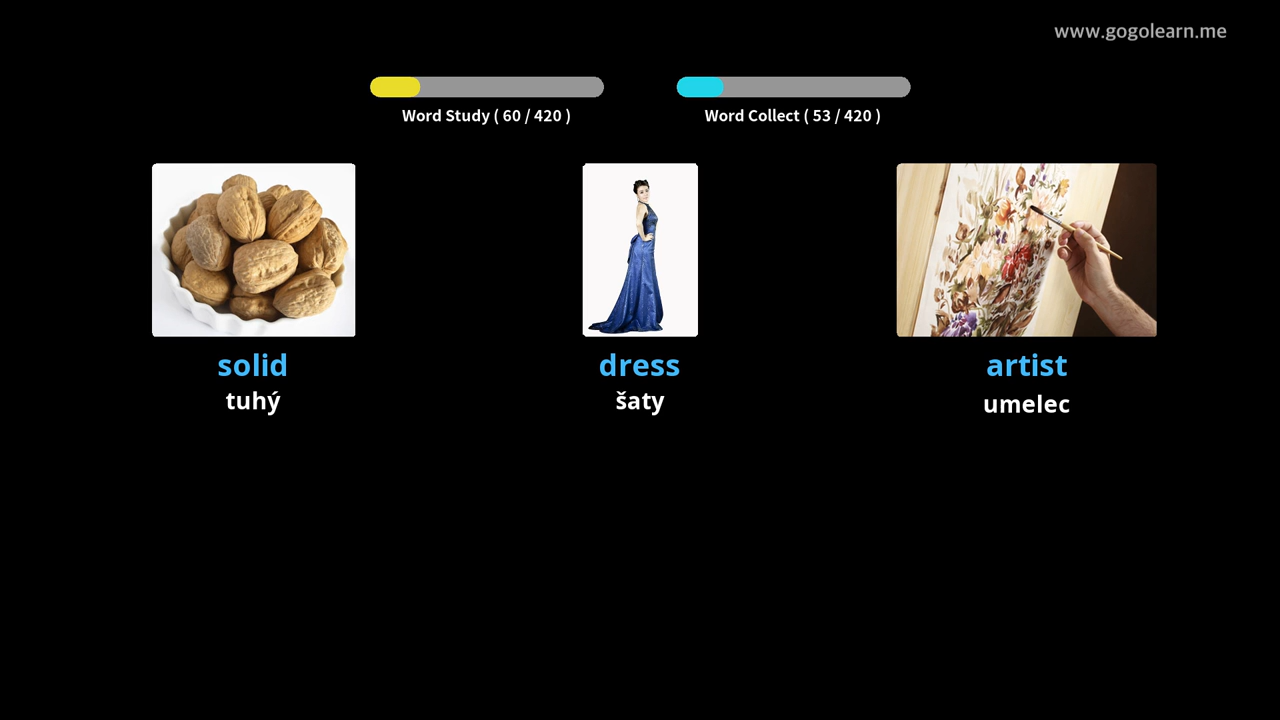 www.gogolearn.me
Word Study ( 60 / 420 )
Word Collect ( 53 / 420 )
solid
tuhý
dress
šaty
artist
umelec